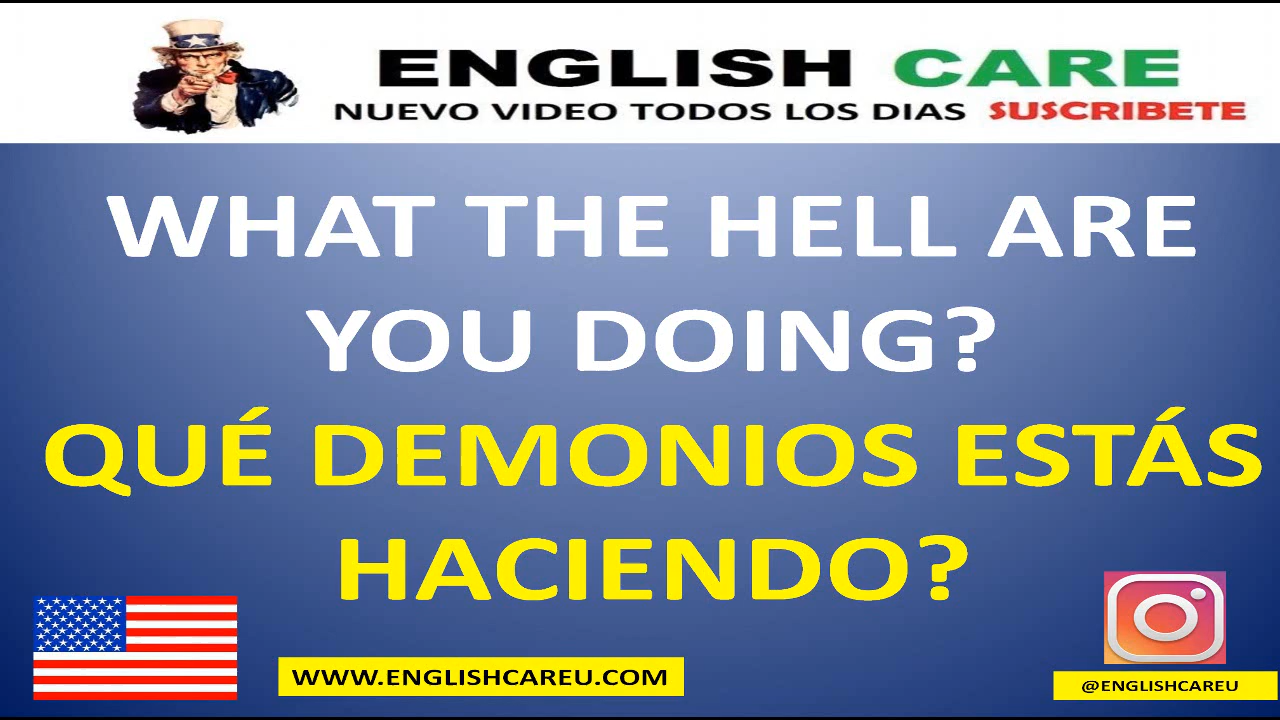 ENGLISH CARE
NUEVO VIDEO TODOS LOS DIAS SUSCRIBETE
WHAT THE HELL ARE
YOU DOING?
QUÉ DEMONIOS ESTÁS
HACIENDO?
WWW.ENGLISHCAREU.COM
@ENGLISHCAREU